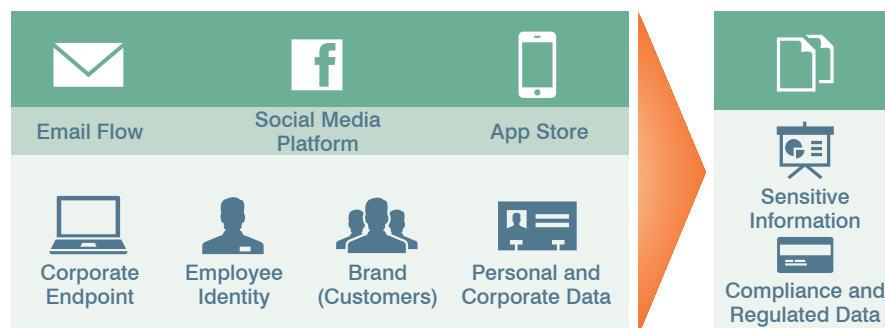 Email Flow
Social Media
Platform
App Store
Corporate
Endpoint
Employee
Identity
Brand
(Customers)
Personal and
Corporate Data
Sensitive
Information
Compliance and
Regulated Data